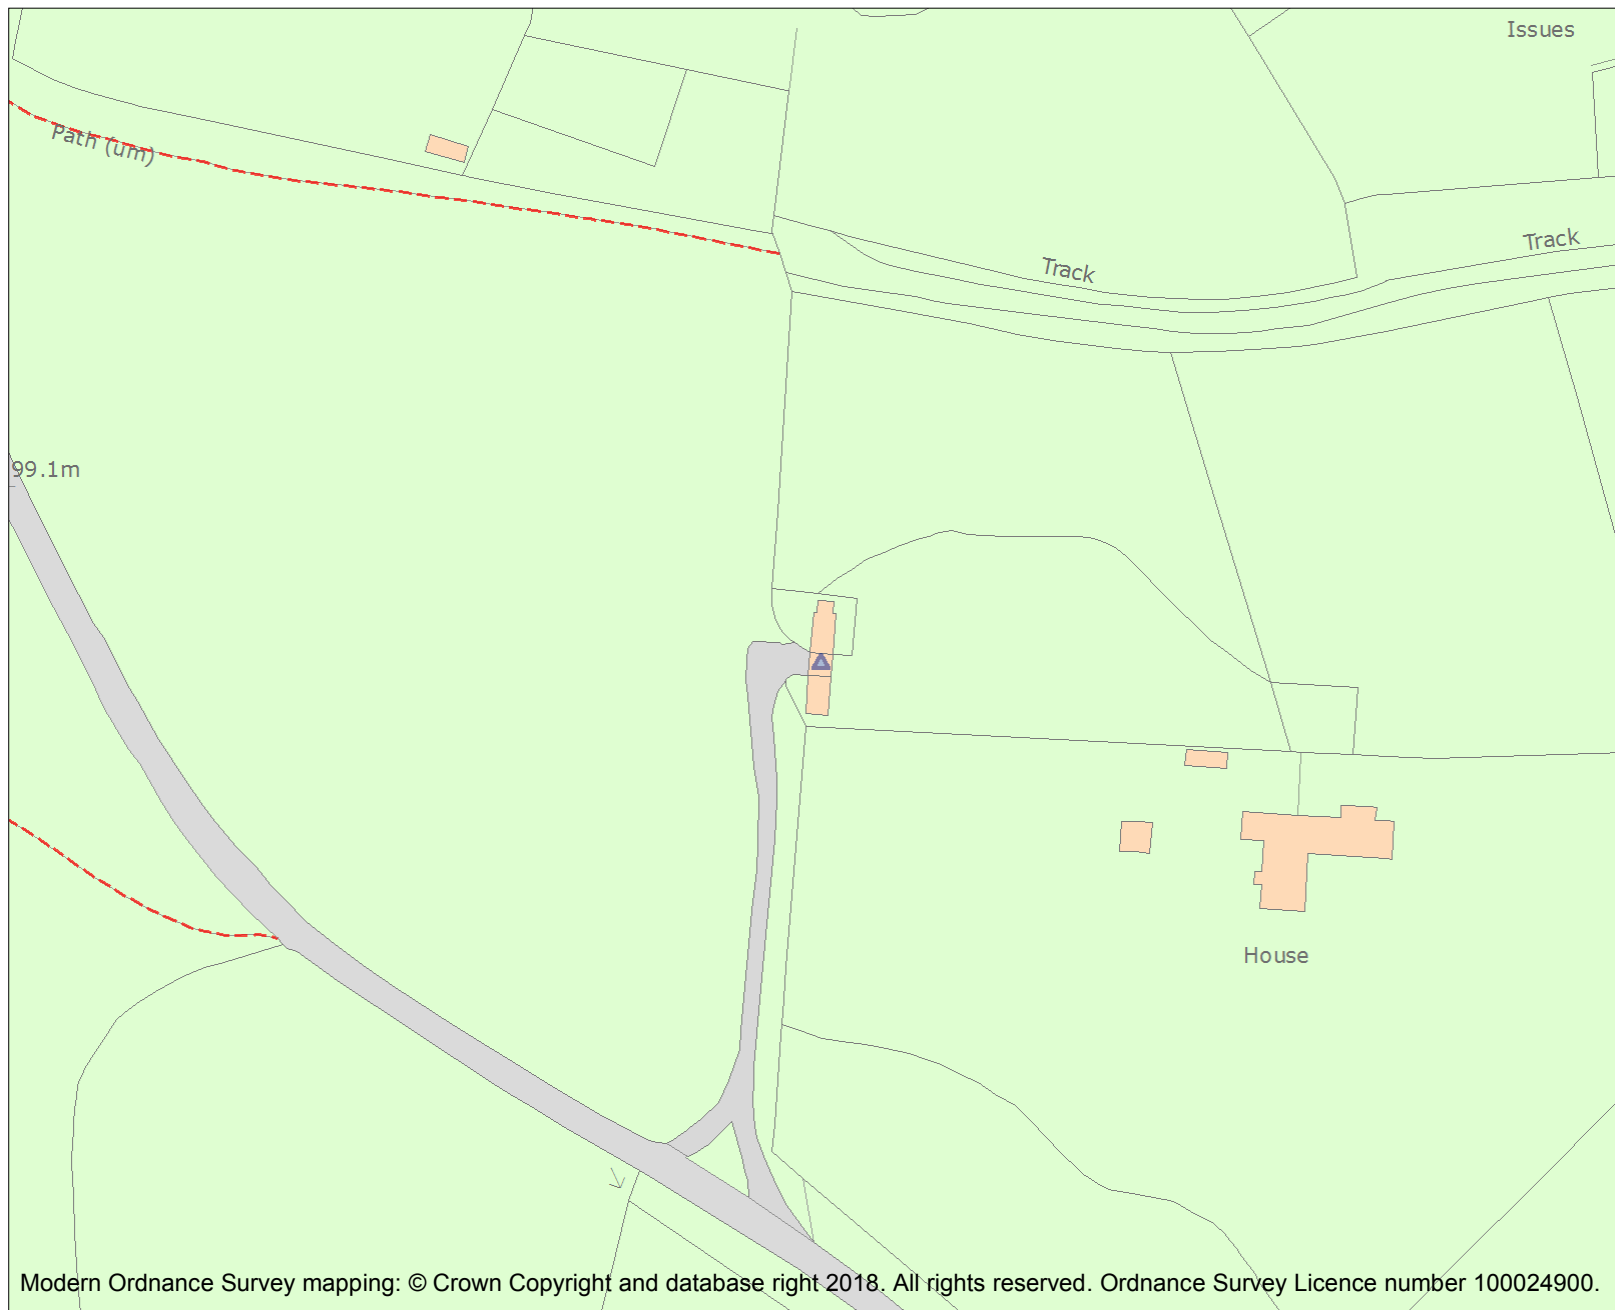 Issues
Path (um)
Track
Track
99.1m
House
Modern Ordnance Survey mapping: © Crown Copyright and database right 2018. All rights reserved. Ordnance Survey Licence number 100024900.